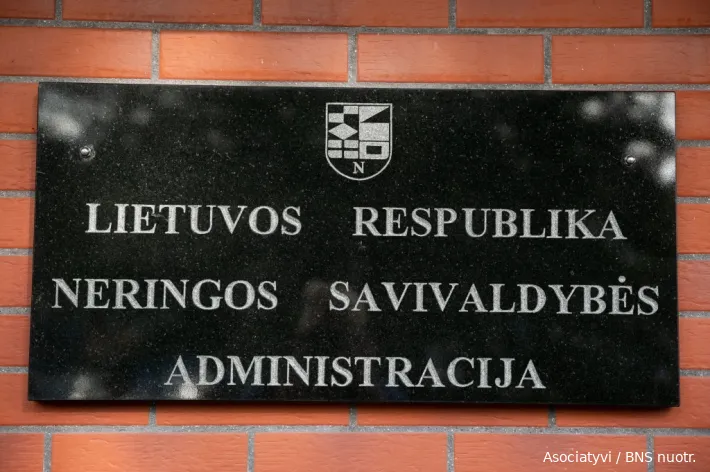 N
LIETUVOS RESPUBLIKA
NERINGOS SAVIVALDYBĖS
ADMINISTRACIJA
Asociatyvi / BNS nuotr.